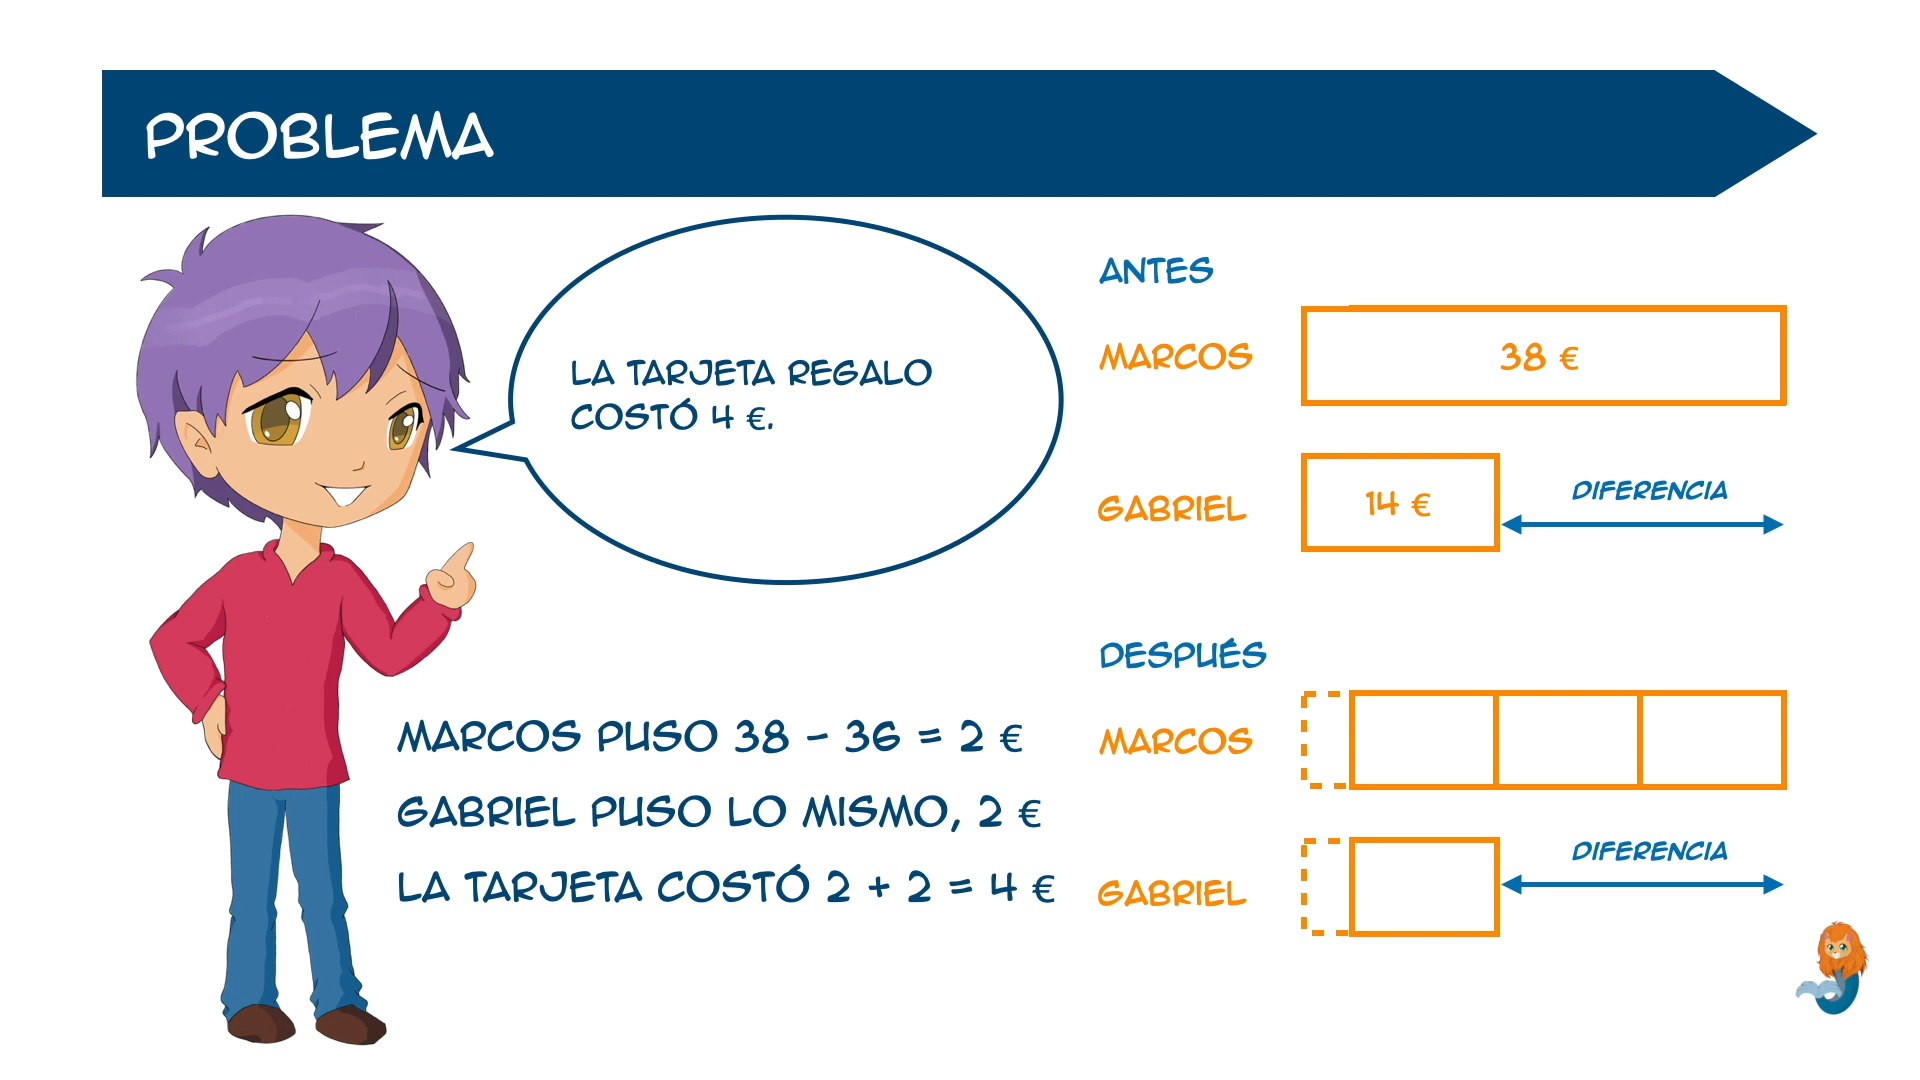 PROBLEMA
LA TARJETA REGALO
COSTÓ 4 €.
MARCOS PUSO 38 - 36 = 2 €
GABRIEL PUSO LO MISMO, 2 €
LA TARJETA COSTÓ 2 + 2 = 4 €
ANTES
MARCOS 38 €
GABRIEL 14 € DIFERENCIA
DESPUÉS
MARCOS
GABRIEL DIFERENCIA